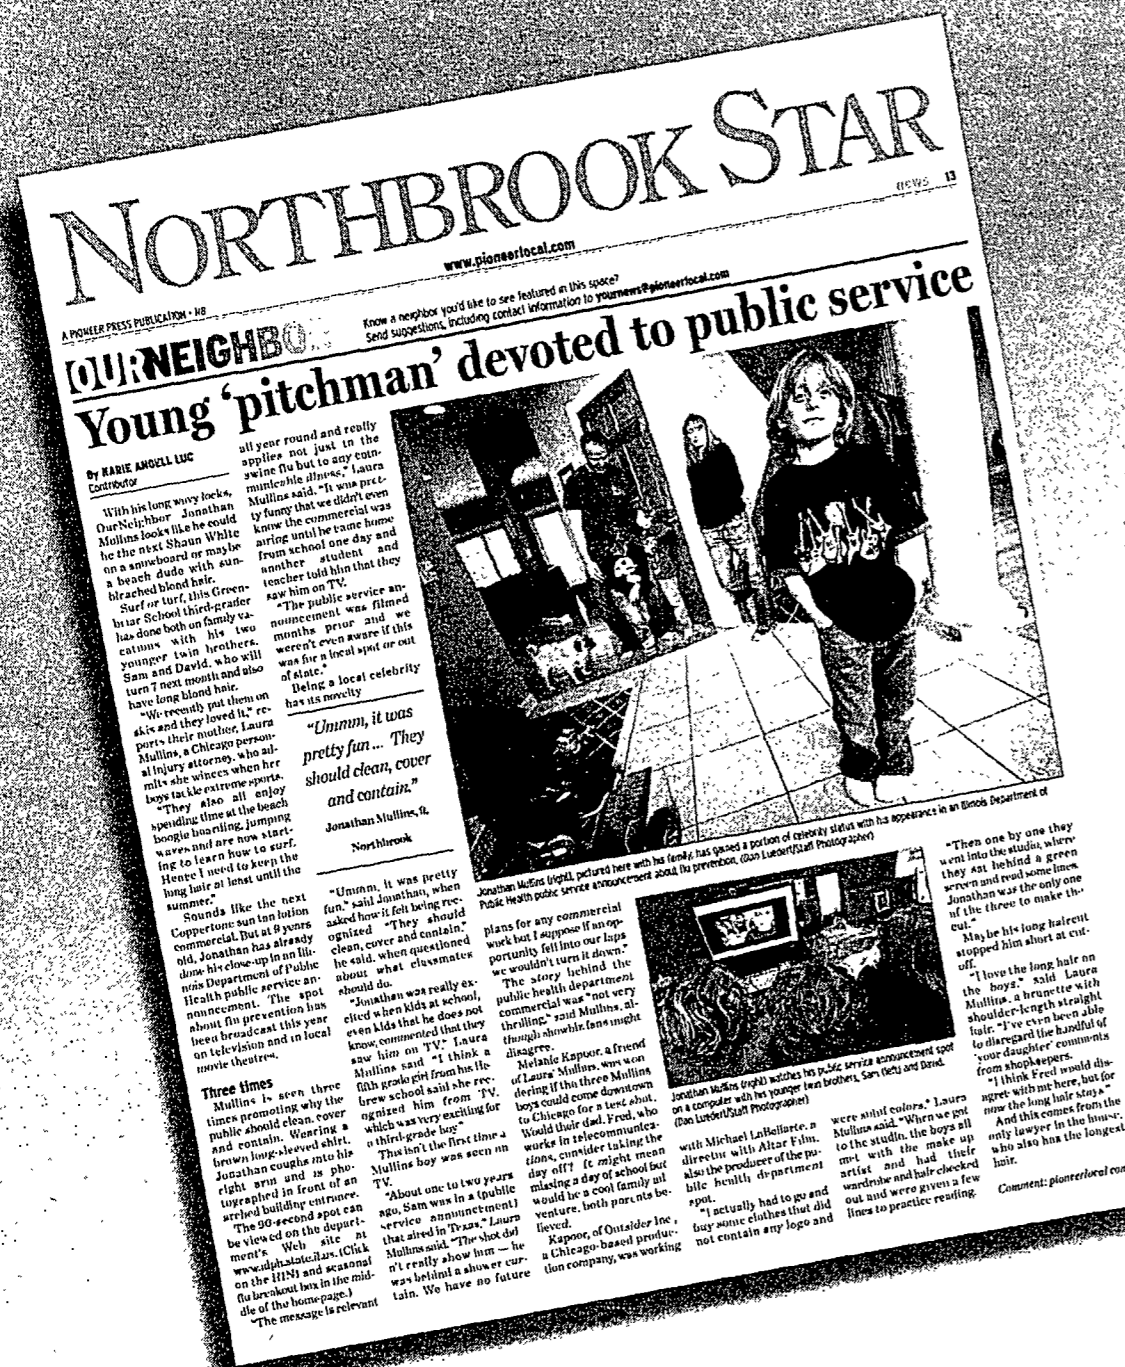 NORTHBROOK STAR
news 13
www.pioneerlocal.com
A PIONEER PRESS PUBLICATION • NB
Know a neighbor you'd like to see featured in this space?
Send suggestions, including contact information to yournews@pioneerlocal.com
OURNEIGHBOR
Young ‘pitchman’ devoted to public service
By KARIE ANGELL LUC
Contributor
With his long wavy locks,
OurNeighbor Jonathan
Mullins looks like he could
be the next Shaun White
on a snowboard or maybe
a beach dude with sun-
bleached blond hair.
Surf or turf, this Green-
briar School third-grader
has done both on family va-
cations with his two
younger twin brothers,
Sam and David, who will
turn 7 next month and also
have long blond hair.
“We recently put them on
skis and they loved it,” re-
ports their mother, Laura
Mullins, a Chicago person-
al injury attorney, who ad-
mits she winces when her
boys tackle extreme sports.
“They also all enjoy
spending time at the beach
boogie boarding, jumping
waves and are now start-
ing to learn how to surf.
Hence I need to keep the
long hair at least until the
summer.”
Sounds like the next
Coppertone sun tan lotion
commercial. But at 9 years
old, Jonathan has already
done his close-up in an Illi-
nois Department of Public
Health public service an-
nouncement. The spot
about flu prevention has
been broadcast this year
on television and in local
movie theatres.
Three times
Mullins is seen three
times promoting why the
public should clean, cover
and contain. Wearing a
brown long-sleeved shirt,
Jonathan coughs into his
right arm and is pho-
tographed in front of an
arched building entrance.
The 90-second spot can
be viewed on the depart-
ment's Web site at
www.idph.state.il.us. (Click
on the H1N1 and seasonal
flu breakout box in the mid-
dle of the home page.)
“The message is relevant
all year round and really
applies not just to the
swine flu but to any com-
municable illness,” Laura
Mullins said. “It was pret-
ty funny that we didn't even
know the commercial was
airing until he came home
from school one day and
another student and
teacher told him that they
saw him on TV.
“The public service an-
nouncement was filmed
months prior and we
weren't even aware if this
was for a local spot or out
of state.”
Being a local celebrity
has its novelty
“Ummm, it was
pretty fun ... They
should clean, cover
and contain.”
Jonathan Mullins,
Northbrook
“Ummm, it was pretty
fun,” said Jonathan, when
asked how it felt being rec-
ognized “They should
clean, cover and contain,”
he said, when questioned
about what classmates
should do.
“Jonathan was really ex-
cited when kids at school,
even kids that he does not
know, commented that they
saw him on TV,” Laura
Mullins said “I think a
fifth grade girl from his He-
brew school said she rec-
ognized him from TV,
which was very exciting for
a third-grade boy”
This isn't the first time a
Mullins boy was seen on
TV.
“About one to two years
ago, Sam was in a (public
service announcement)
that aired in Texas,” Laura
Mullins said. “The shot did
n't really show him — he
was behind a shower cur-
tain. We have no future
Jonathan Mullins (right), pictured here with his family, has gained a portion of celebrity status with his appearance in an Illinois Department of
Public Health public service announcement about flu prevention. (Dan Luedert/Staff Photographer)
plans for any commercial
work but I suppose if an op-
portunity fell into our laps
we wouldn't turn it down.”
The story behind the
public health department
commercial was “not very
thrilling,” said Mullins, al-
though showbiz fans might
disagree.
Melanie Kapoor, a friend
of Laura Mullins, was won
dering if the three Mullins
boys could come downtown
to Chicago for a test shot.
Would their dad, Fred, who
works in telecommunica-
tions, consider taking the
day off? It might mean
missing a day of school but
would be a cool family ad
venture, both parents be-
lieved.
Kapoor, of Outsider Inc,
a Chicago-based produc-
tion company, was working
Jonathan Mullins (right) watches his public service announcement spot
on a computer with his younger twin brothers, Sam (left) and David.
(Dan Luedert/Staff Photographer)
with Michael LaBellarte, a
director with Altar Film,
also the producer of the pu-
blic health department
spot.
“I actually had to go and
buy some clothes that did
not contain any logo and
were solid colors,” Laura
Mullins said. “When we got
to the studio, the boys all
met with the make up
artist and had their
wardrobe and hair checked
out and were given a few
lines to practice reading.
“Then one by one they
went into the studio, where
they sat behind a green
screen and read some lines
Jonathan was the only one
of the three to make the
cut.”
Maybe his long haircut
stopped him short at cut-
off.
“I love the long hair on
the boys,” said Laura
Mullins, a brunette with
shoulder-length straight
hair. “I've even been able
to disregard the handful of
‘your daughter’ comments
from shopkeepers.
“I think Fred would dis-
agree with me here, but for
now the long hair stays”
And this comes from the
only lawyer in the house,
who also has the longest
hair.
Comment: pioneerlocal.com